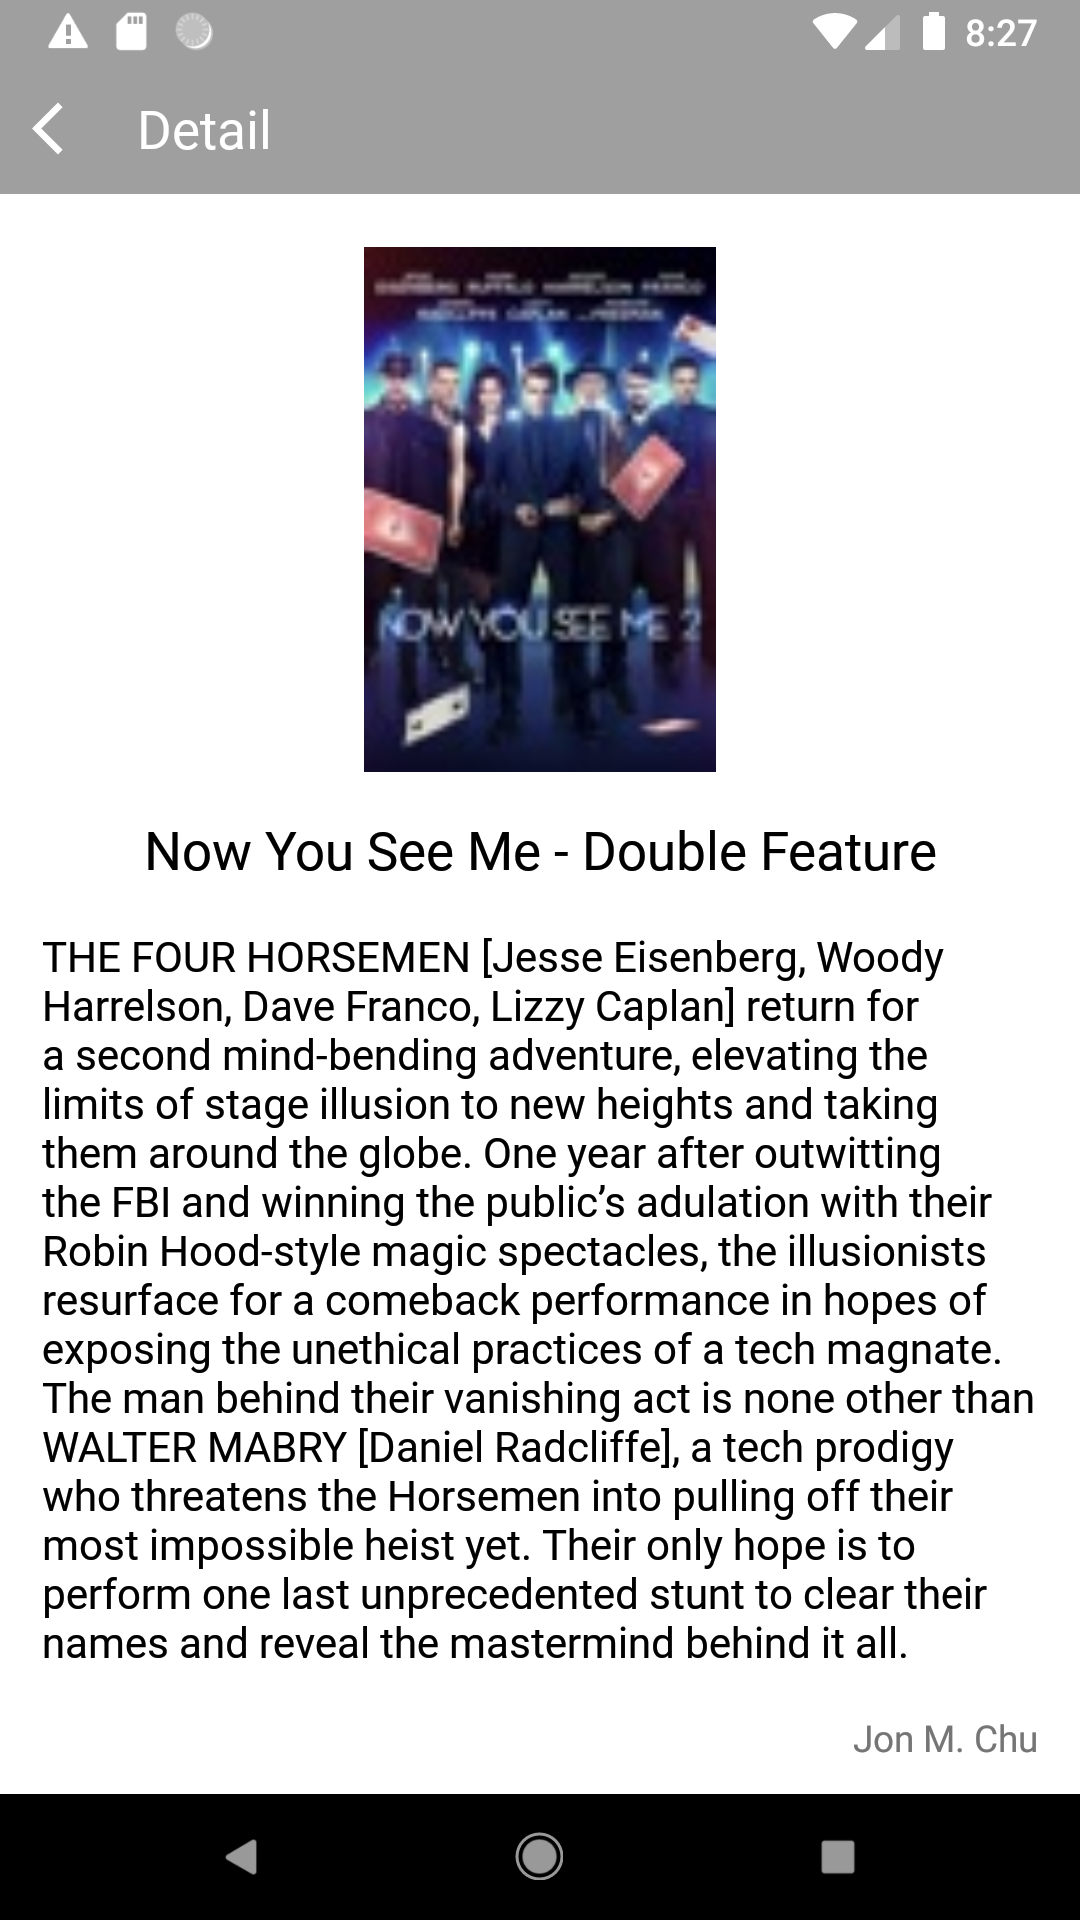 8:27
Detail
NOW YOU SEE ME 2
Now You See Me - Double Feature
THE FOUR HORSEMEN [Jesse Eisenberg, Woody
Harrelson, Dave Franco, Lizzy Caplan] return for
a second mind-bending adventure, elevating the
limits of stage illusion to new heights and taking
them around the globe. One year after outwitting
the FBI and winning the public’s adulation with their
Robin Hood-style magic spectacles, the illusionists
resurface for a comeback performance in hopes of
exposing the unethical practices of a tech magnate.
The man behind their vanishing act is none other than
WALTER MABRY [Daniel Radcliffe], a tech prodigy
who threatens the Horsemen into pulling off their
most impossible heist yet. Their only hope is to
perform one last unprecedented stunt to clear their
names and reveal the mastermind behind it all.
Jon M. Chu